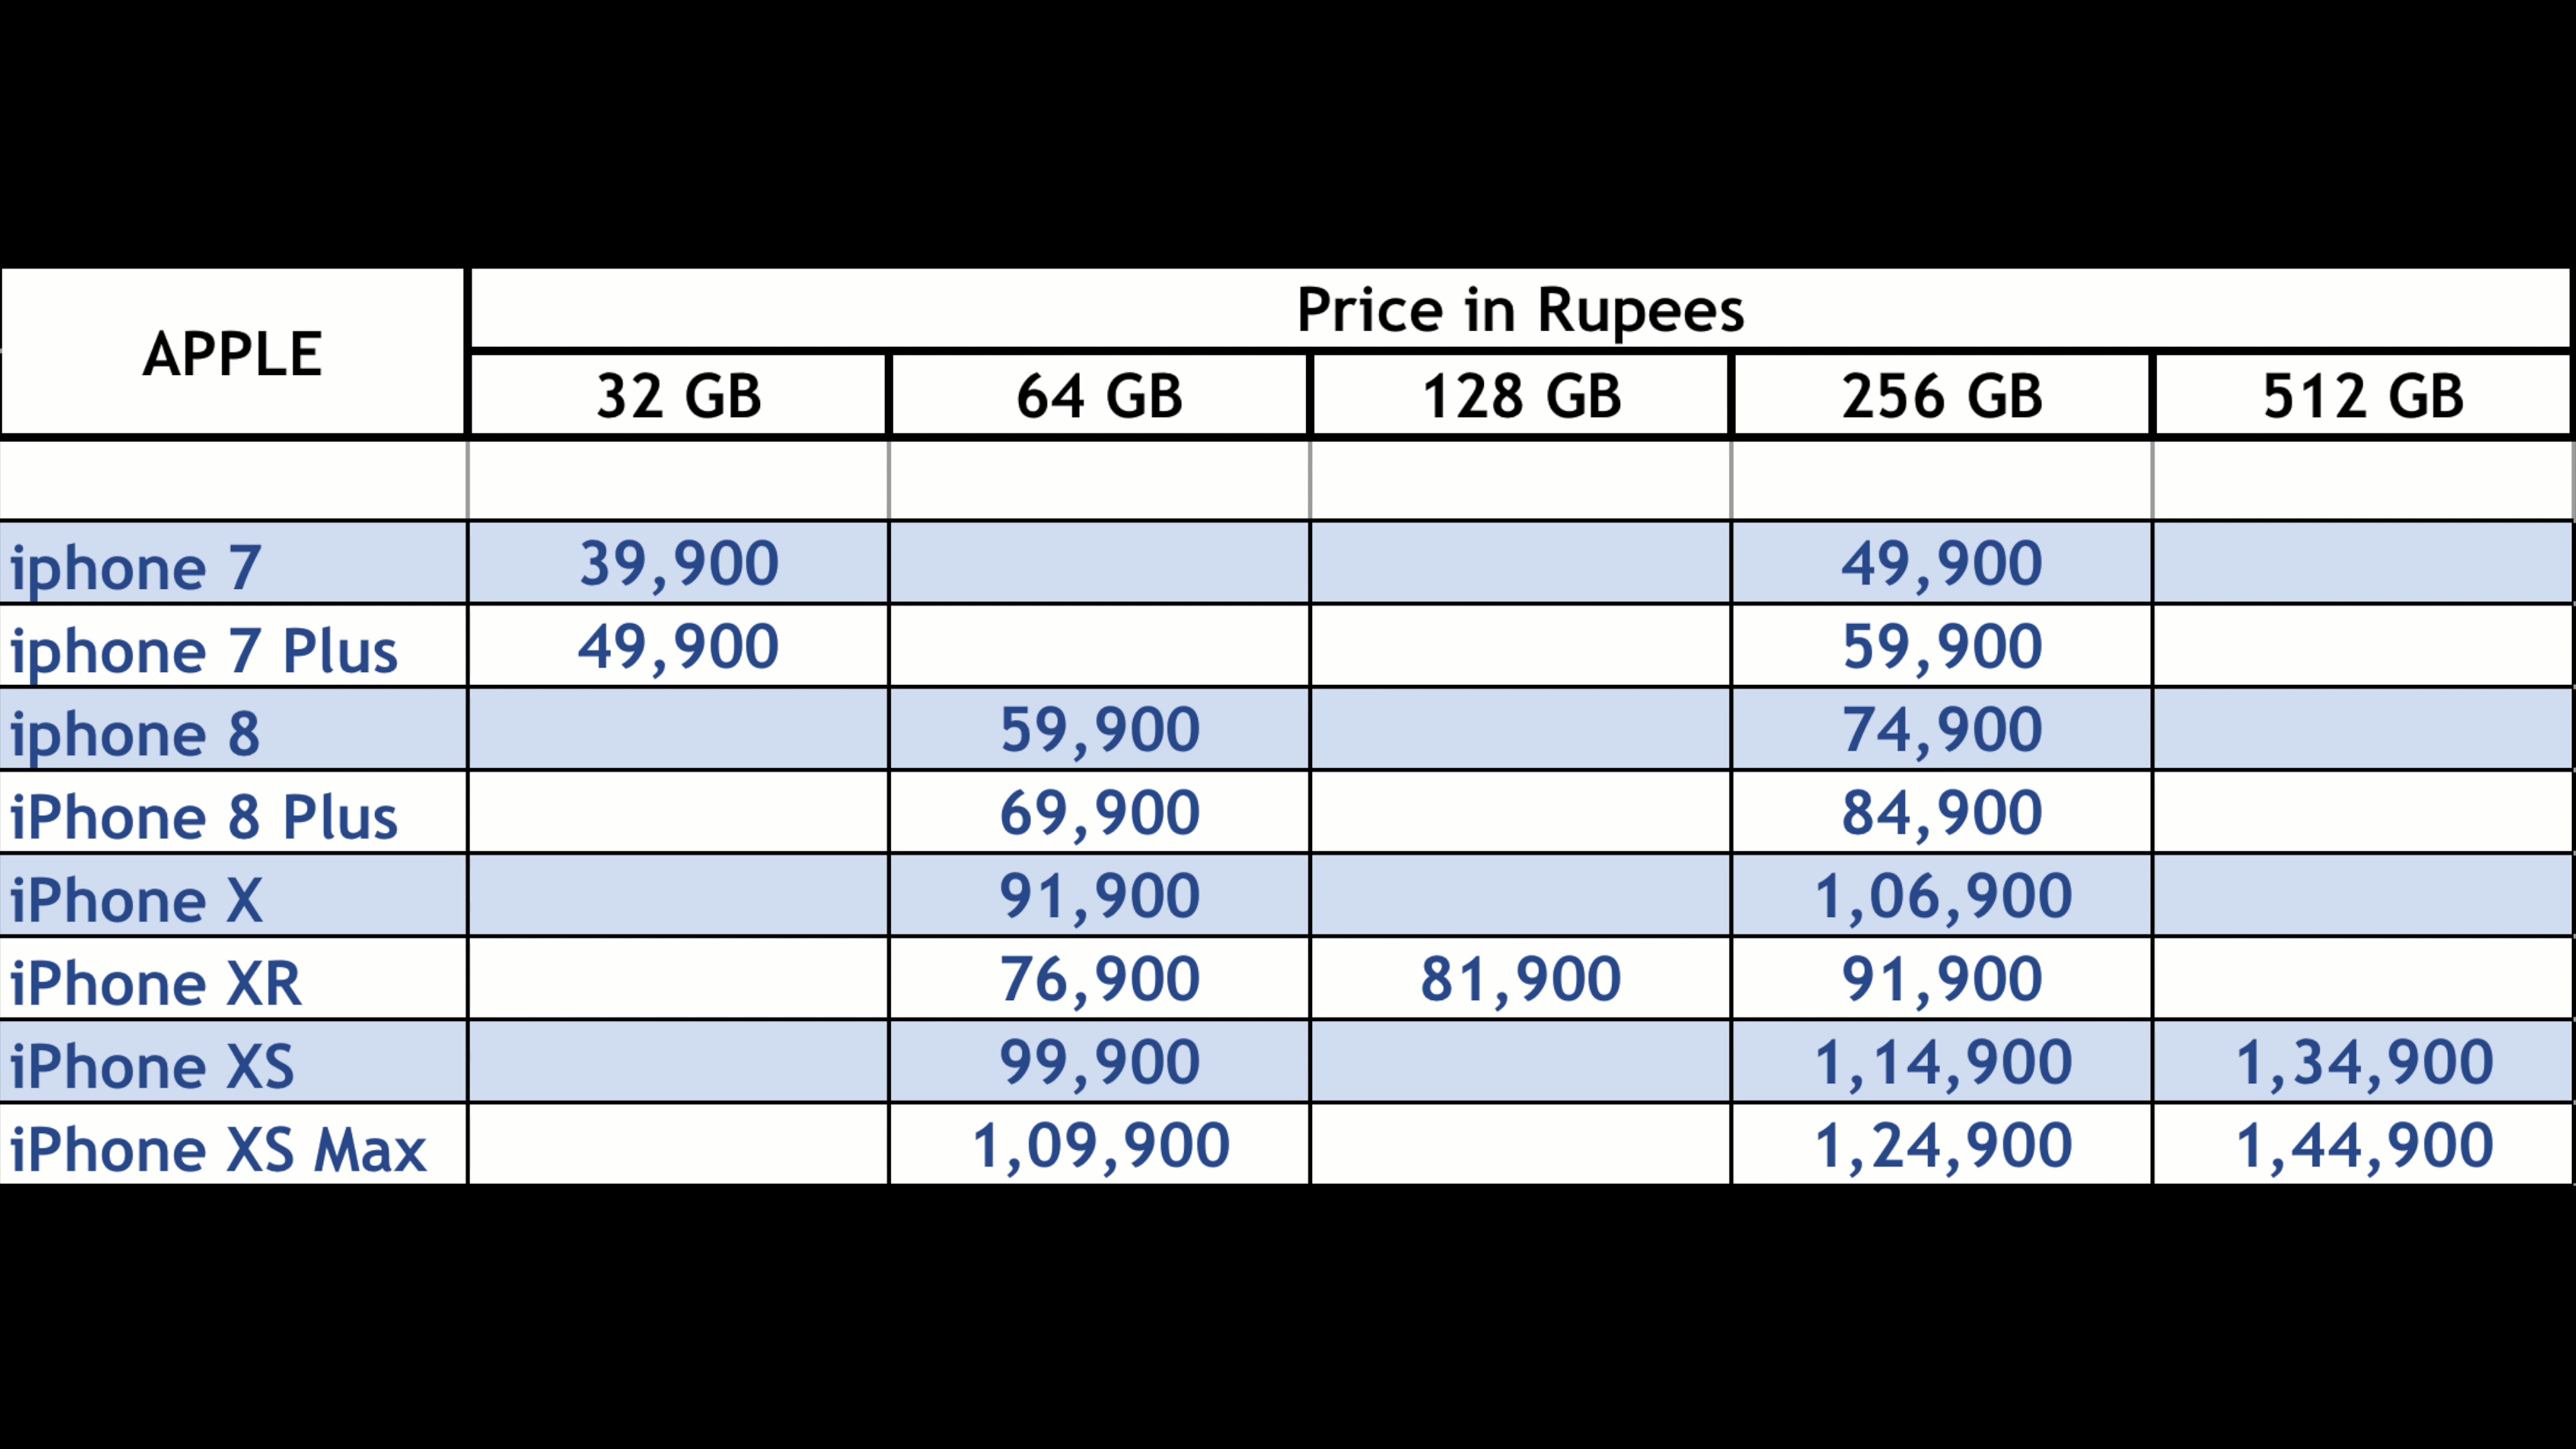 APPLE
Price in Rupees
32 GB 64 GB 128 GB 256 GB 512 GB
iphone 7 39,900 49,900
iphone 7 Plus 49,900 59,900
iphone 8 59,900 74,900
iPhone 8 Plus 69,900 84,900
iPhone X 91,900 1,06,900
iPhone XR 76,900 81,900 91,900
iPhone XS 99,900 1,14,900 1,34,900
iPhone XS Max 1,09,900 1,24,900 1,44,900